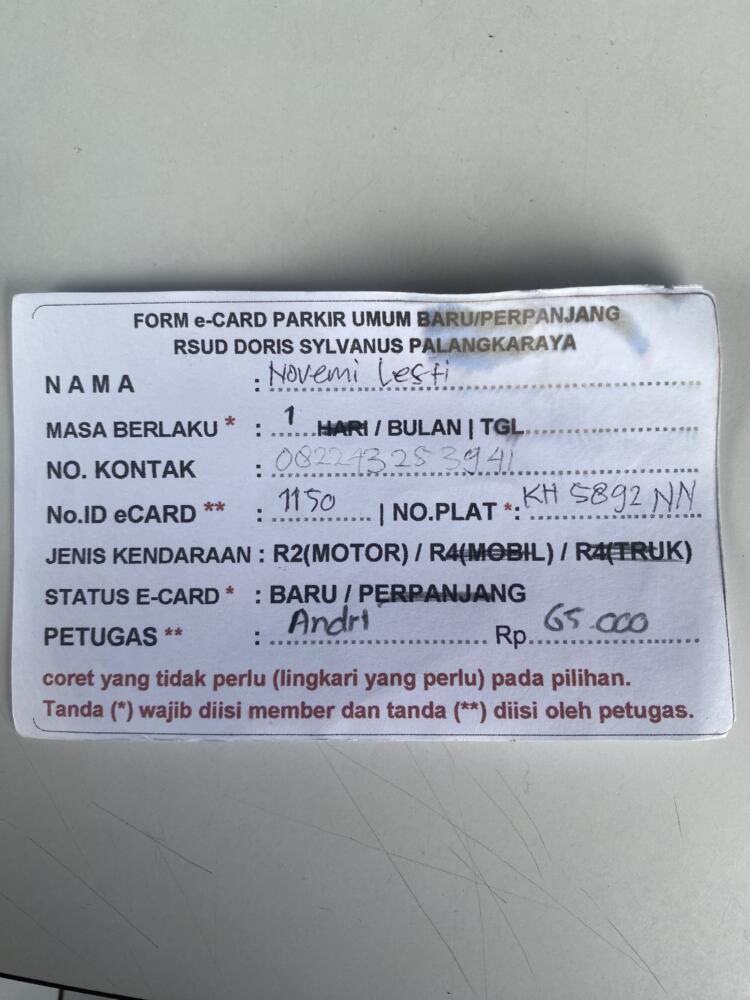 FORM e-CARD PARKIR UMUM BARU/PERPANJANG
RSUD DORIS SYLVANUS PALANGKARAYA
NAMA : Novemi Lesti
MASA BERLAKU * : 1 HARI / BULAN | TGL
NO. KONTAK : 082243253941
No.ID eCARD ** : 1150 | NO.PLAT *: KH 5892 NN
JENIS KENDARAAN : R2(MOTOR) / R4(MOBIL) / R4(TRUK)
STATUS E-CARD * : BARU / PERPANJANG
PETUGAS ** : Andri Rp. 65.000
coret yang tidak perlu (lingkari yang perlu) pada pilihan.
Tanda (*) wajib diisi member dan tanda (**) diisi oleh petugas.